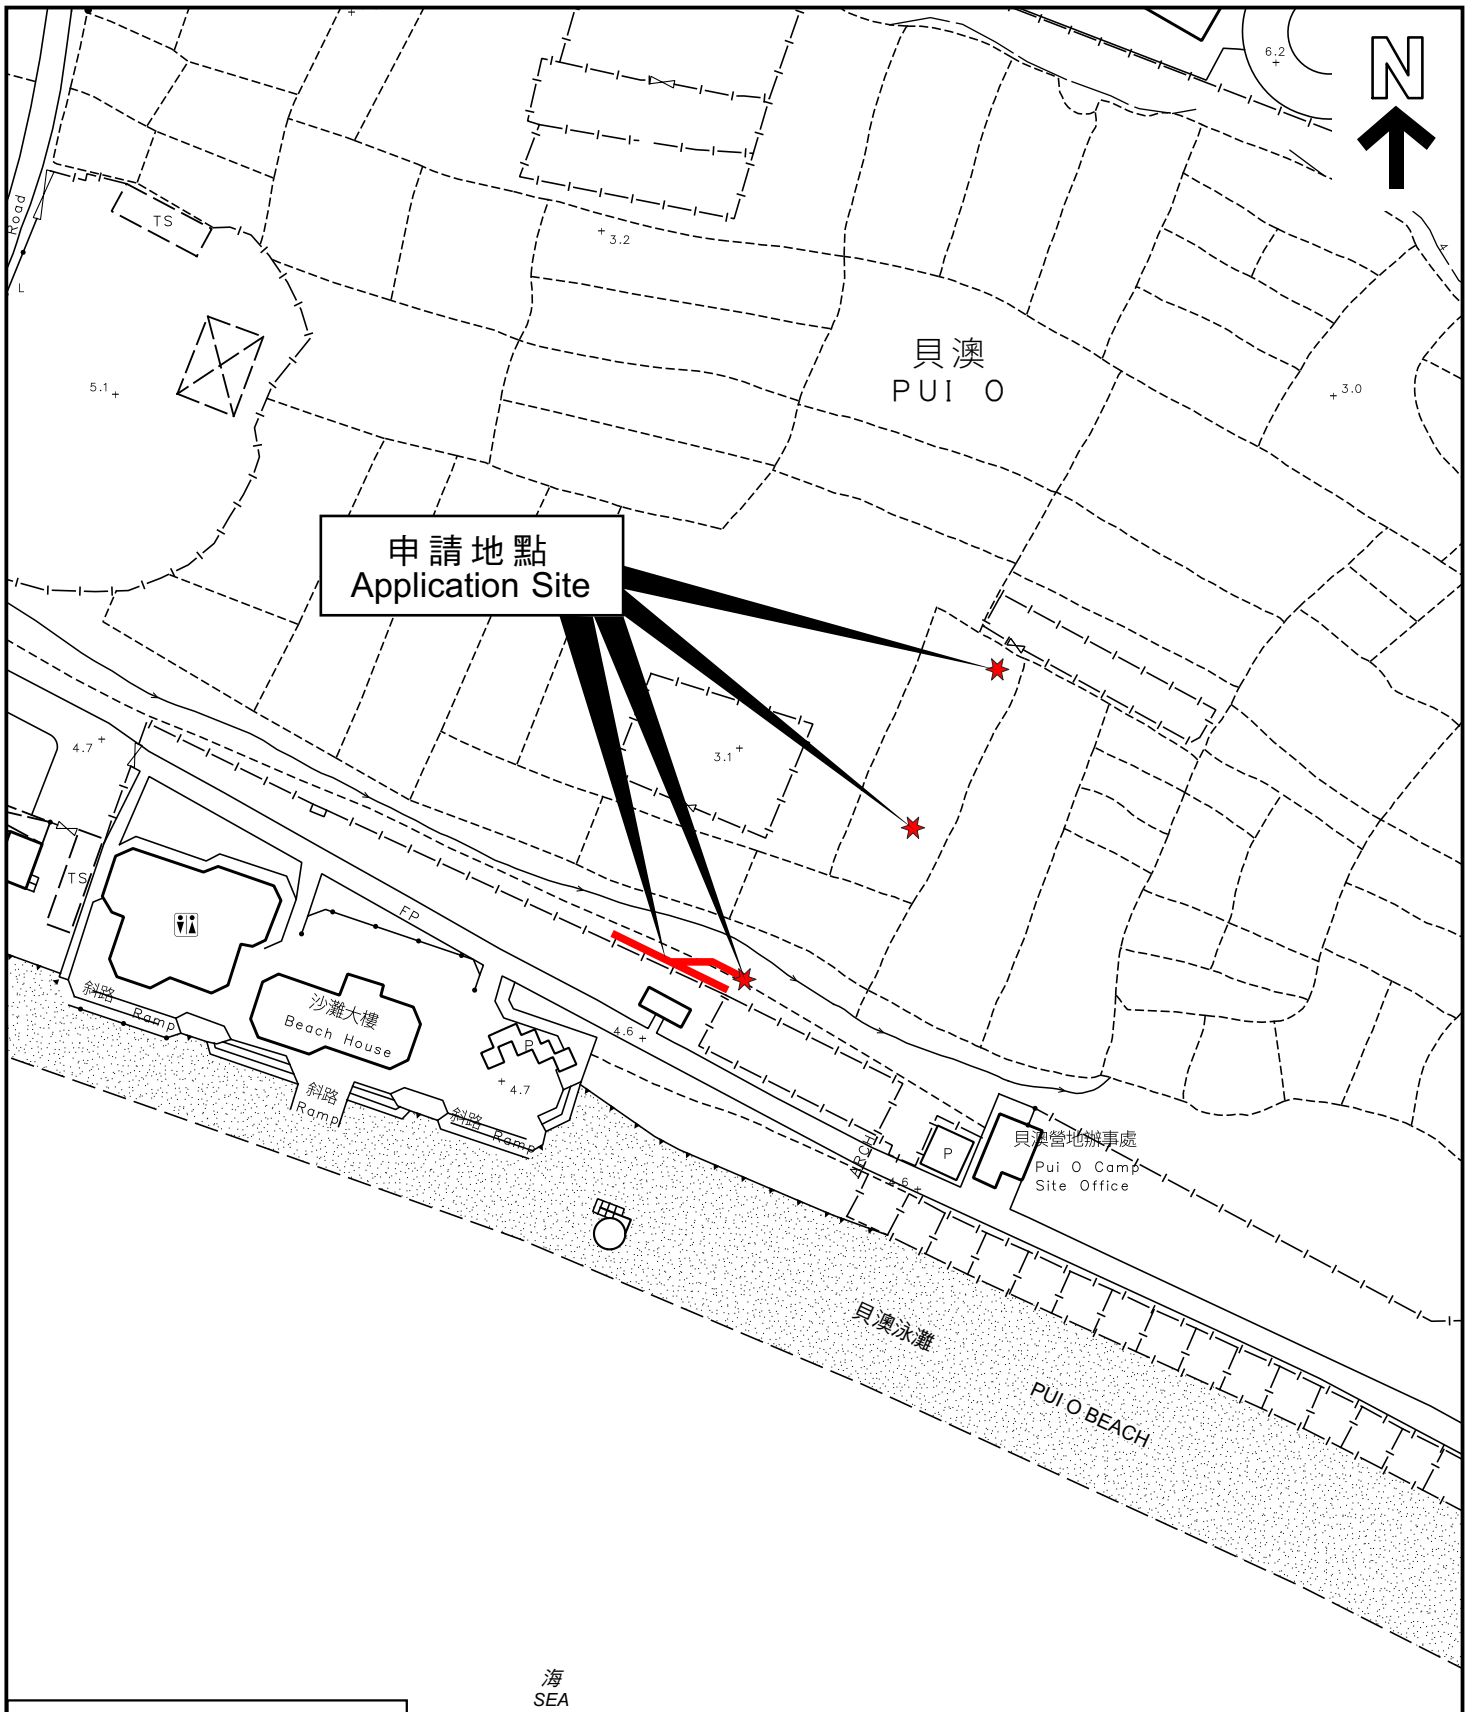 6.2
N
Road
TS
3.2
L
5.1
貝澳
PUI O
3.0
申請地點
Application Site
4.7
3.1
TS
FP
斜路
Ramp
沙灘大樓
Beach House
P
4.6
4.7
斜路
Ramp
斜路
Ramp
ARCH
P
貝澳營地辦事處
Pui O Camp
Site Office
4.6
貝澳泳灘
PUI O BEACH
海
SEA